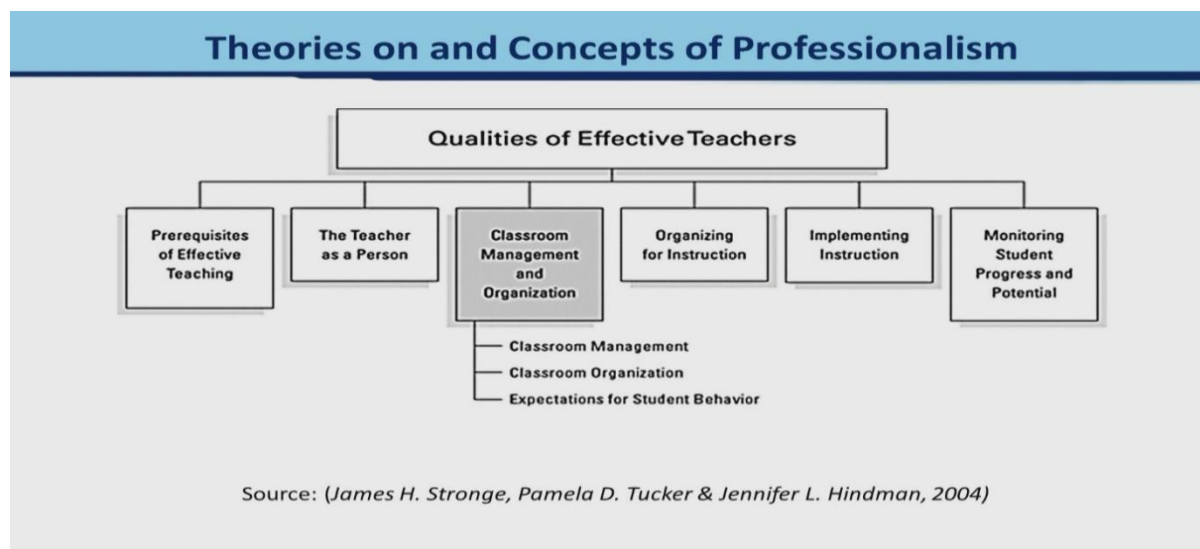 Theories on and Concepts of Professionalism
Qualities of Effective Teachers
Prerequisites
of Effective
Teaching
The Teacher
as a Person
Classroom
Management
and
Organization
Organizing
for Instruction
Implementing
Instruction
Monitoring
Student
Progress and
Potential
Classroom Management
Classroom Organization
Expectations for Student Behavior
Source: (James H. Stronge, Pamela D. Tucker & Jennifer L. Hindman, 2004)